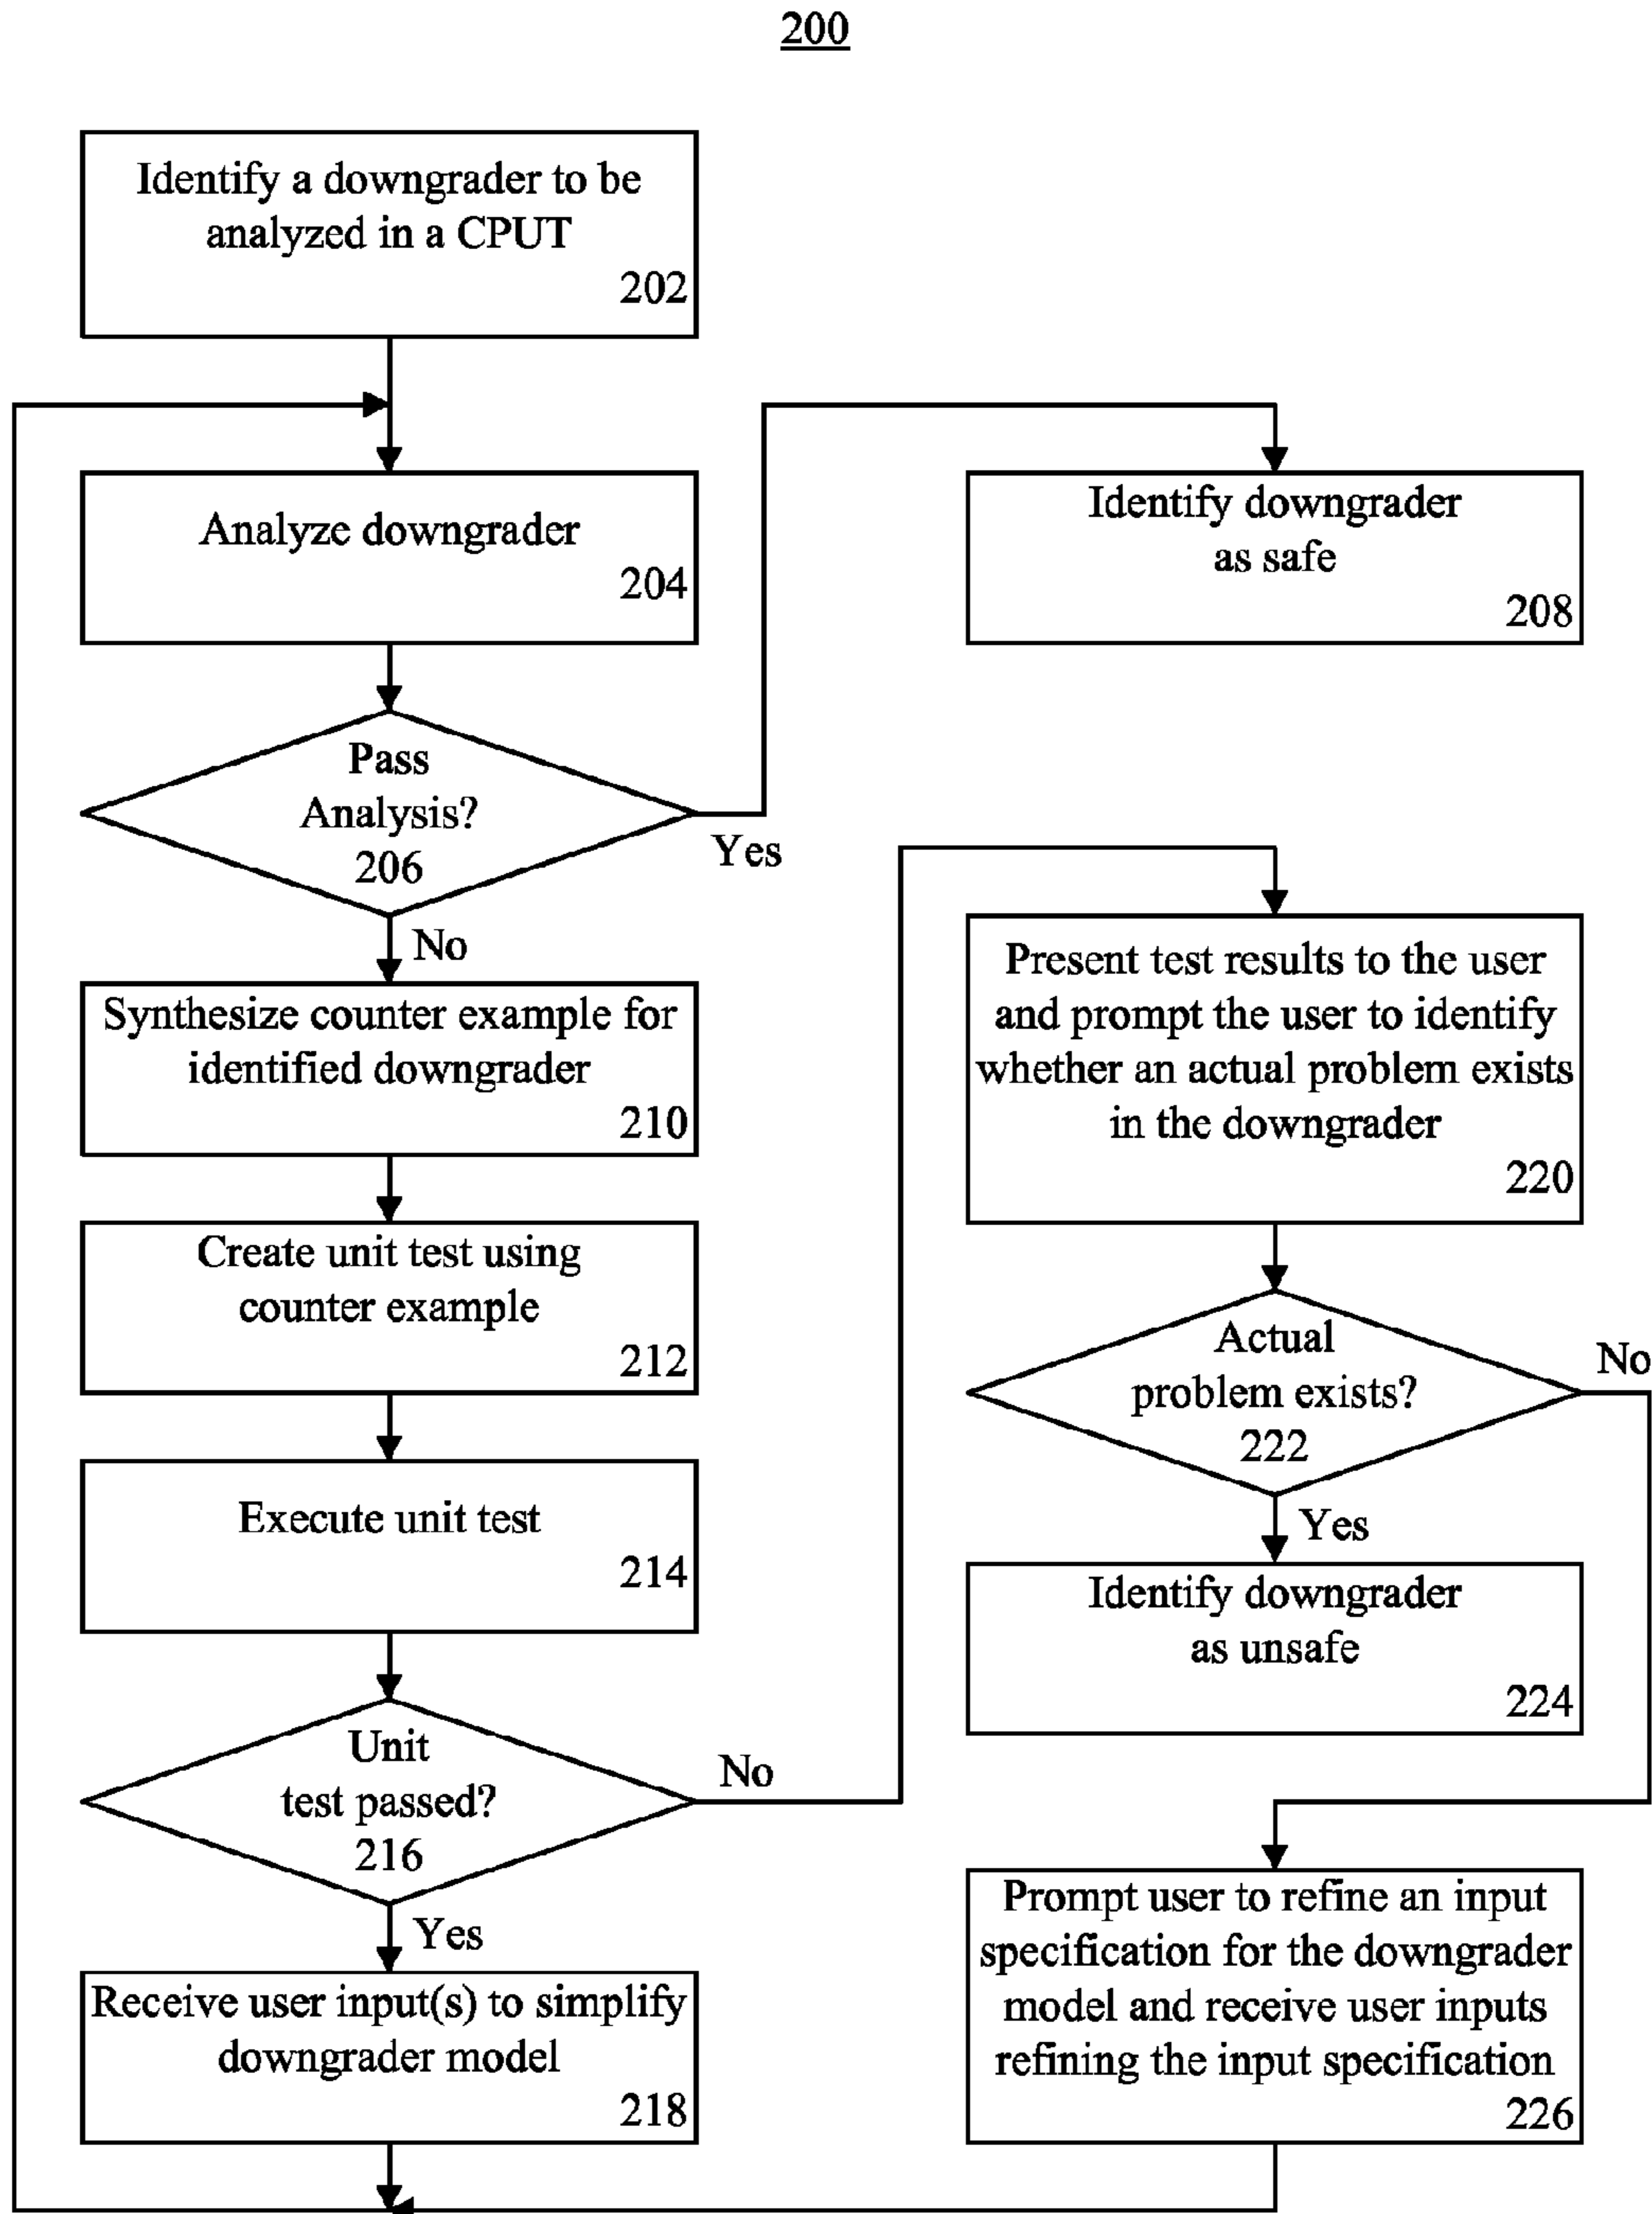 200
Identify a downgrader to be
analyzed in a CPUT
202
Analyze downgrader
204
Pass
Analysis?
206
Yes
No
Identify downgrader
as safe
208
Synthesize counter example for
identified downgrader
210
Create unit test using
counter example
212
Execute unit test
214
Unit
test passed?
216
No
Yes
Receive user input(s) to simplify
downgrader model
218
Present test results to the user
and prompt the user to identify
whether an actual problem exists
in the downgrader
220
Actual
problem exists?
222
No
Yes
Identify downgrader
as unsafe
224
Prompt user to refine an input
specification for the downgrader
model and receive user inputs
refining the input specification
226